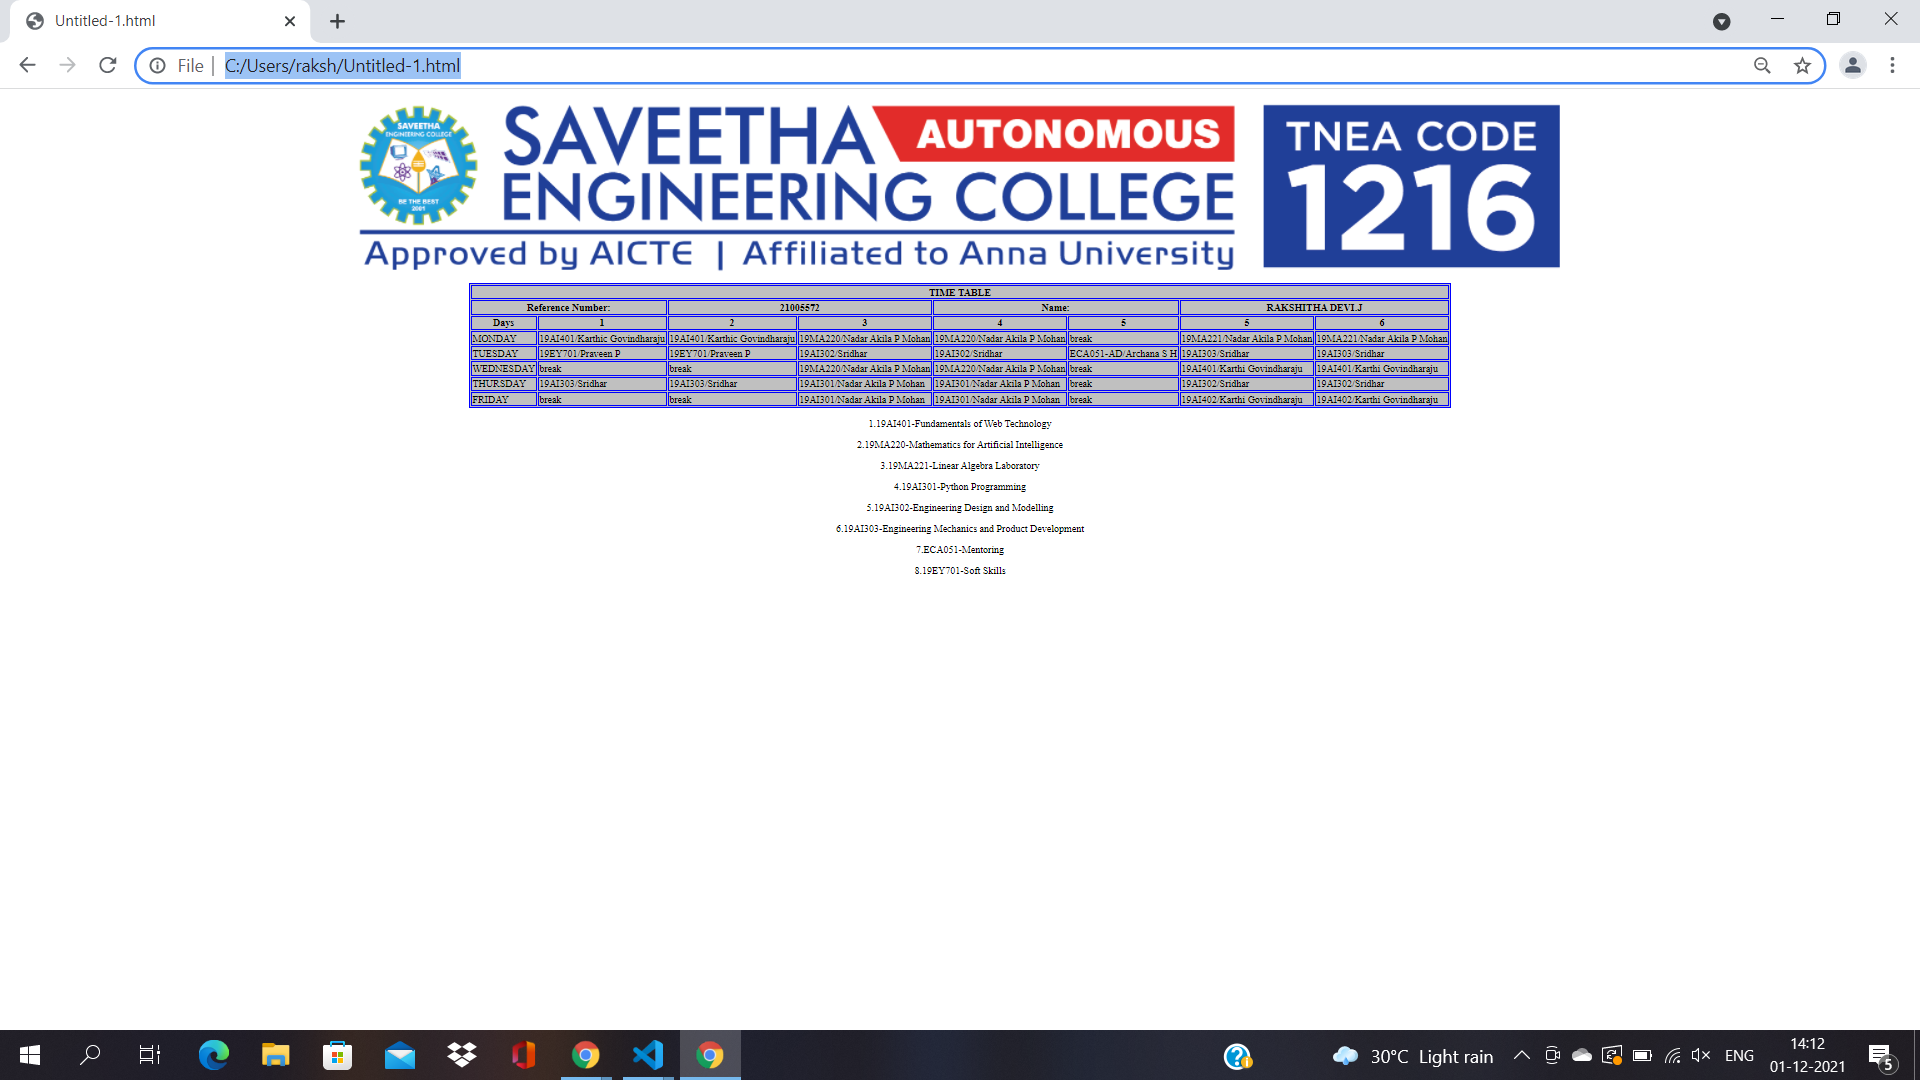 Untitled-1.html
File
C:/Users/raksh/Untitled-1.html
SAVEETHA
ENGINEERING COLLEGE
BE THE BEST
2001
SAVEETHA AUTONOMOUS
ENGINEERING COLLEGE
Approved by AICTE | Affiliated to Anna University
TNEA CODE
1216
TIME TABLE
Reference Number: 21005572 Name: RAKSHITHA DEVI.J
Days 1 2 3 4 5 5 6
MONDAY 19AI401/Karthic Govindharaju 19AI401/Karthic Govindharaju 19MA220/Nadar Akila P Mohan 19MA220/Nadar Akila P Mohan break 19MA221/Nadar Akila P Mohan 19MA221/Nadar Akila P Mohan
TUESDAY 19EY701/Praveen P 19EY701/Praveen P 19AI302/Sridhar 19AI302/Sridhar ECA051-AD/Archana S H 19AI303/Sridhar 19AI303/Sridhar
WEDNESDAY break break 19MA220/Nadar Akila P Mohan 19MA220/Nadar Akila P Mohan break 19AI401/Karthi Govindharaju 19AI401/Karthi Govindharaju
THURSDAY 19AI303/Sridhar 19AI303/Sridhar 19AI301/Nadar Akila P Mohan 19AI301/Nadar Akila P Mohan break 19AI302/Sridhar 19AI302/Sridhar
FRIDAY break break 19AI301/Nadar Akila P Mohan 19AI301/Nadar Akila P Mohan break 19AI402/Karthi Govindharaju 19AI402/Karthi Govindharaju
1.19AI401-Fundamentals of Web Technology
2.19MA220-Mathematics for Artificial Intelligence
3.19MA221-Linear Algebra Laboratory
4.19AI301-Python Programming
5.19AI302-Engineering Design and Modelling
6.19AI303-Engineering Mechanics and Product Development
7.ECA051-Mentoring
8.19EY701-Soft Skills
30°C Light rain
ENG
14:12
01-12-2021
5